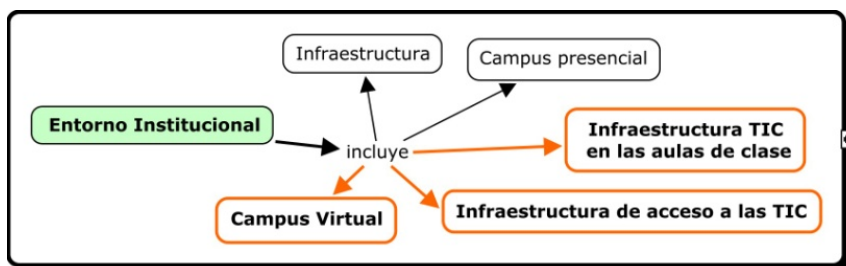 Infraestructura
Campus presencial
Entorno Institucional
incluye
Infraestructura TIC
en las aulas de clase
Campus Virtual
Infraestructura de acceso a las TIC